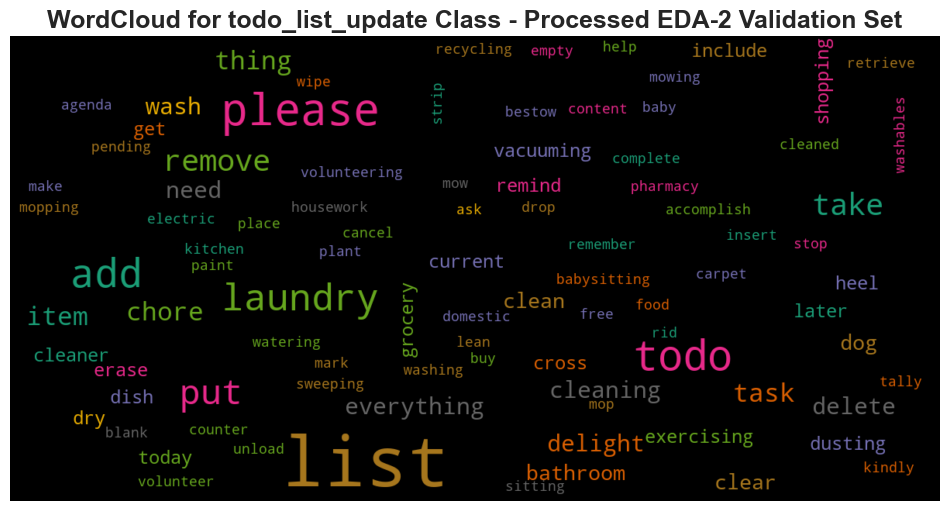 WordCloud for todo_list_update Class - Processed EDA-2 Validation Set
recycling empty help include shopping retrieve
thing wipe mowing
agenda wash please strip bestow content baby washables
get pending remove vacuuming complete cleaned
make need volunteering mow remind pharmacy take
mopping housework ask drop accomplish
electric place cancel remember insert stop
kitchen plant
add paint current babysitting carpet heel
laundry grocery clean free food later
item chore domestic
cleaner watering lean rid todo dog
erase mark buy cross
put sweeping washing cleaning task tally
dish everything mop delete
dry blank counter delight exercising dusting
today unload list bathroom clear kindly
volunteer sitting